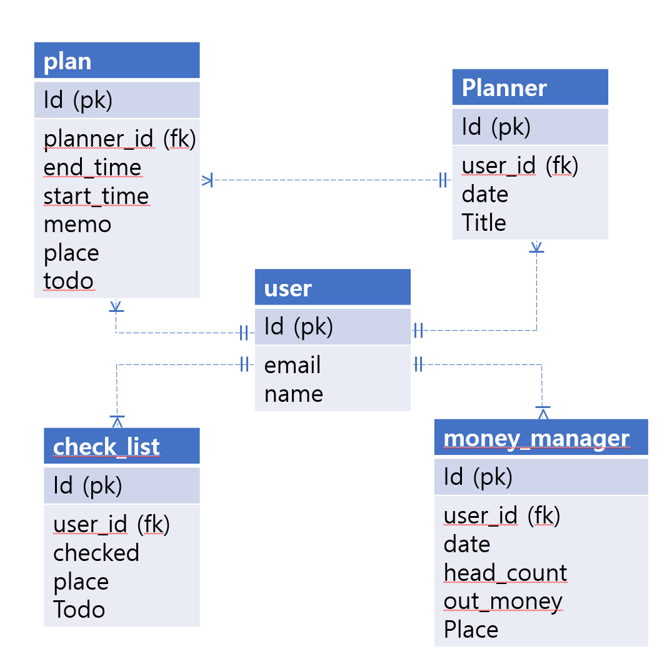 plan
Id (pk)
planner_id (fk)
end_time
start_time
memo
place
todo
Planner
Id (pk)
user_id (fk)
date
Title
user
Id (pk)
email
name
check_list
Id (pk)
user_id (fk)
checked
place
Todo
money_manager
Id (pk)
user_id (fk)
date
head_count
out_money
Place